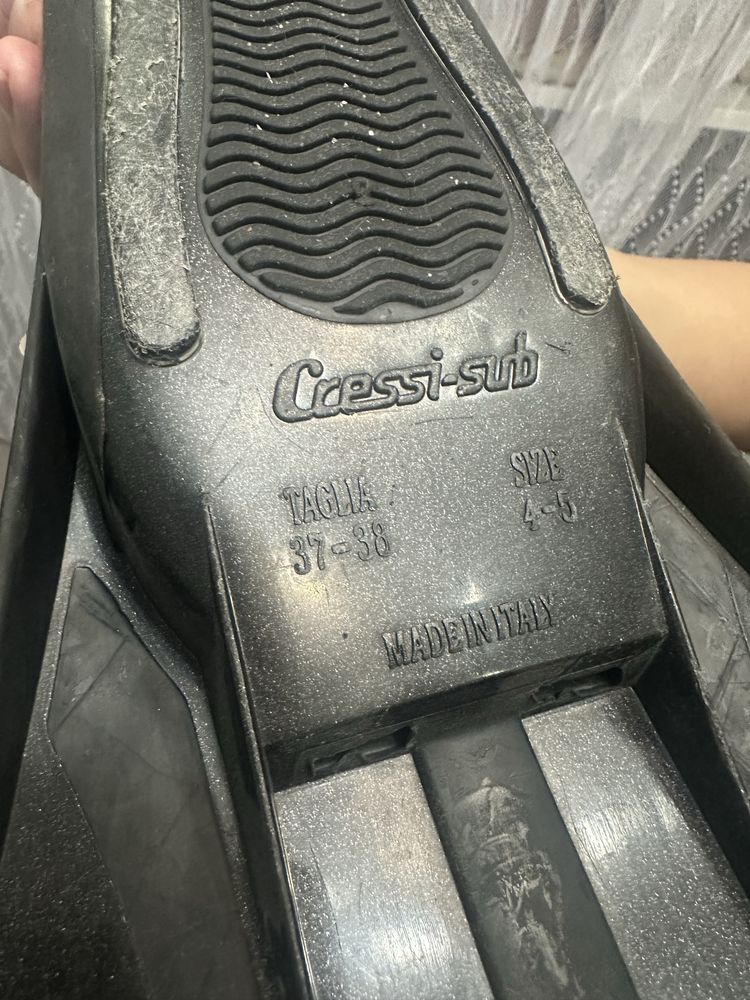 Cressi-sub
TAGLIA SIZE
37-38 4-5
MADE IN ITALY